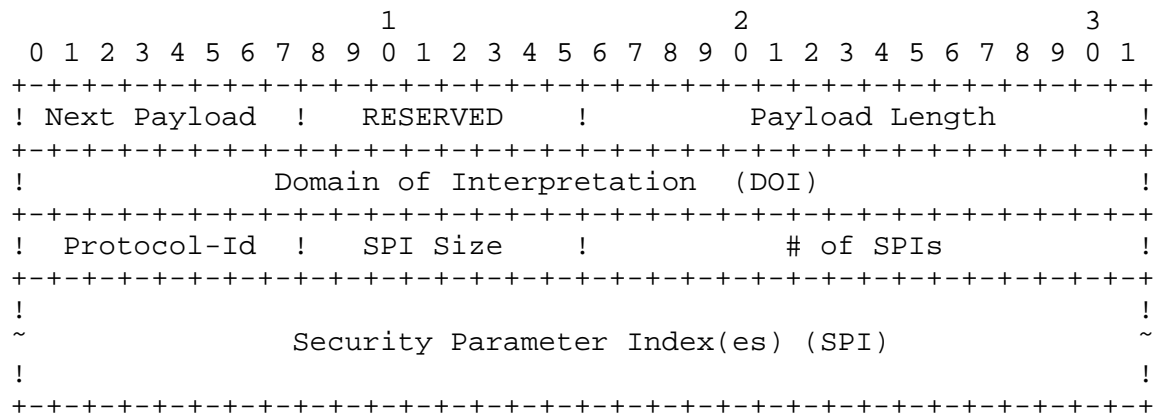 1                   2                   3
 0 1 2 3 4 5 6 7 8 9 0 1 2 3 4 5 6 7 8 9 0 1 2 3 4 5 6 7 8 9 0 1
+-+-+-+-+-+-+-+-+-+-+-+-+-+-+-+-+-+-+-+-+-+-+-+-+-+-+-+-+-+-+-+-+
! Next Payload  !   RESERVED    !         Payload Length        !
+-+-+-+-+-+-+-+-+-+-+-+-+-+-+-+-+-+-+-+-+-+-+-+-+-+-+-+-+-+-+-+-+
!              Domain of Interpretation  (DOI)                  !
+-+-+-+-+-+-+-+-+-+-+-+-+-+-+-+-+-+-+-+-+-+-+-+-+-+-+-+-+-+-+-+-+
!  Protocol-Id  !   SPI Size    !           # of SPIs           !
+-+-+-+-+-+-+-+-+-+-+-+-+-+-+-+-+-+-+-+-+-+-+-+-+-+-+-+-+-+-+-+-+
!                                                               !
~               Security Parameter Index(es) (SPI)              ~
!                                                               !
+-+-+-+-+-+-+-+-+-+-+-+-+-+-+-+-+-+-+-+-+-+-+-+-+-+-+-+-+-+-+-+-+